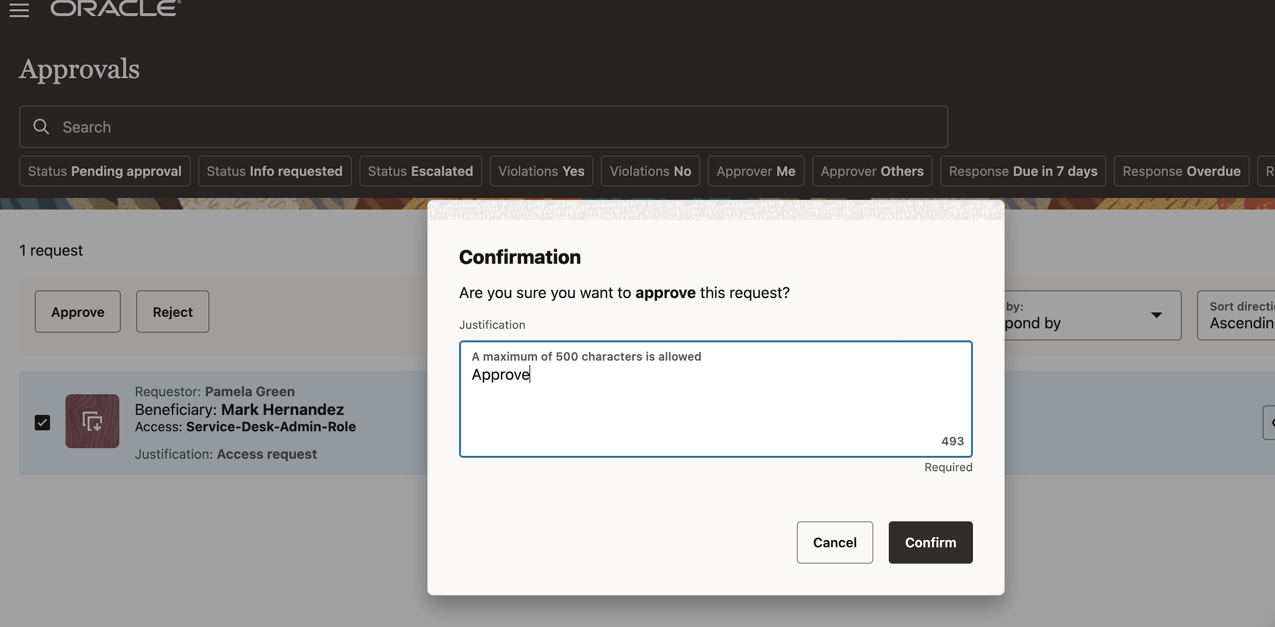 ORACLE
Approvals
Search
Status Pending approval
Status Info requested
Status Escalated
Violations Yes
Violations No
Approver Me
Approver Others
Response Due in 7 days
Response Overdue
R
1 request
Approve
Reject
by:
pond by
Sort directi
Ascendin
Requestor: Pamela Green
Beneficiary: Mark Hernandez
Access: Service-Desk-Admin-Role
Justification: Access request
Confirmation
Are you sure you want to approve this request?
Justification
A maximum of 500 characters is allowed
Approve
493
Required
Cancel
Confirm